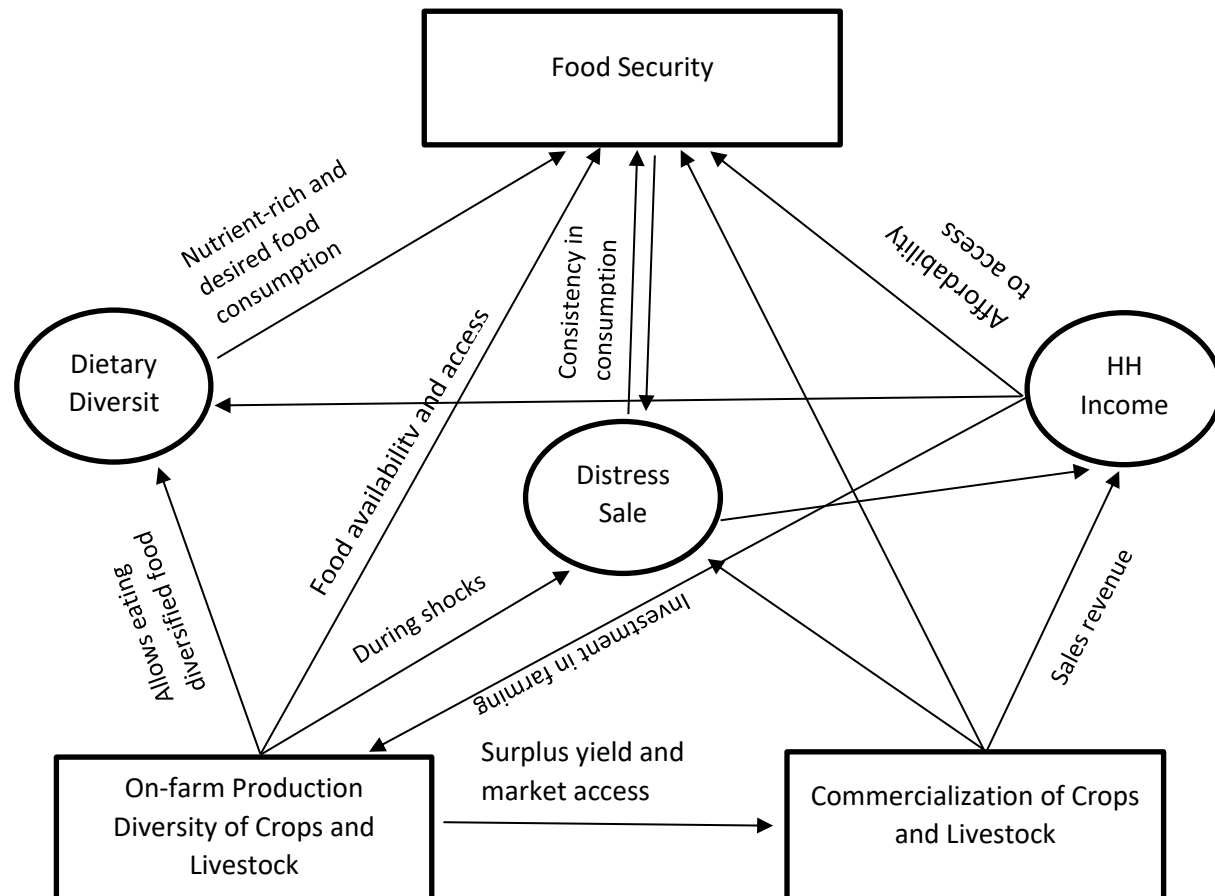 Food Security
Nutrient-rich and
desired food
consumption
Consistency in
consumption
Affordability
to access
Food availability and access
Dietary
Diversit
HH
Income
Distress
Sale
Allows eating
diversified food
During shocks
Investment in farming
Sales revenue
Surplus yield and
market access
On-farm Production
Diversity of Crops and
Livestock
Commercialization of Crops
and Livestock